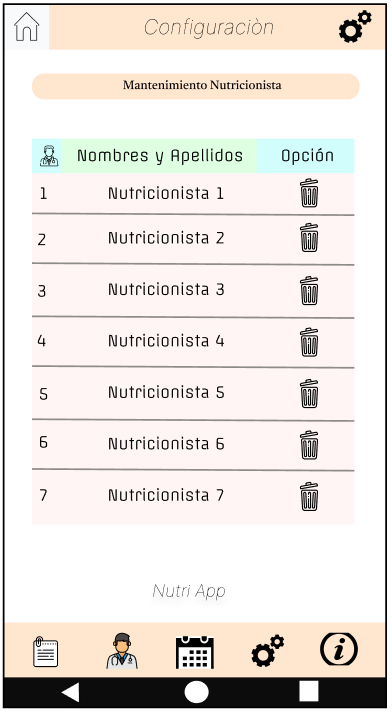 Configuraciòn
Mantenimiento Nutricionista
Nombres y Apellidos Opción
1 Nutricionista 1
2 Nutricionista 2
3 Nutricionista 3
4 Nutricionista 4
5 Nutricionista 5
6 Nutricionista 6
7 Nutricionista 7
Nutri App